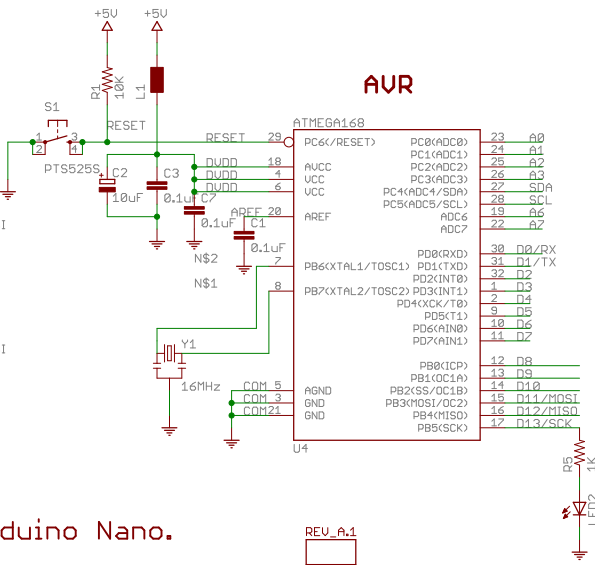 +5V
+5V
AVR
R1
10K
L1
S1
ATMEGA168
RESET
1
3
2
4
PTS525S
RESET
29
PC6(/RESET)
PC0(ADC0)
23
A0
PC1(ADC1)
24
A1
DVDD
18
AVCC
PC2(ADC2)
25
A2
DVDD
4
VCC
PC3(ADC3)
26
A3
DVDD
6
VCC
PC4(ADC4/SDA)
27
SDA
PC5(ADC5/SCL)
28
SCL
+
C2
10uF
C3
0.1uF
C7
0.1uF
AREF
20
AREF
ADC6
19
A6
ADC7
22
A7
C1
0.1uF
I
N$2
N$1
PD0(RXD)
30
D0/RX
7
PB6(XTAL1/TOSC1)
PD1(TXD)
31
D1/TX
PD2(INT0)
32
D2
8
PB7(XTAL2/TOSC2)
PD3(INT1)
1
D3
PD4(XCK/T0)
2
D4
PD5(T1)
9
D5
PD6(AIN0)
10
D6
PD7(AIN1)
11
D7
I
Y1
16MHz
PB0(ICP)
12
D8
PB1(OC1A)
13
D9
COM
5
AGND
PB2(SS/OC1B)
14
D10
COM
3
GND
PB3(MOSI/OC2)
15
D11/MOSI
COM
21
GND
PB4(MISO)
16
D12/MISO
PB5(SCK)
17
D13/SCK
U4
R5
1K
LED2
duino Nano.
REV_A.1